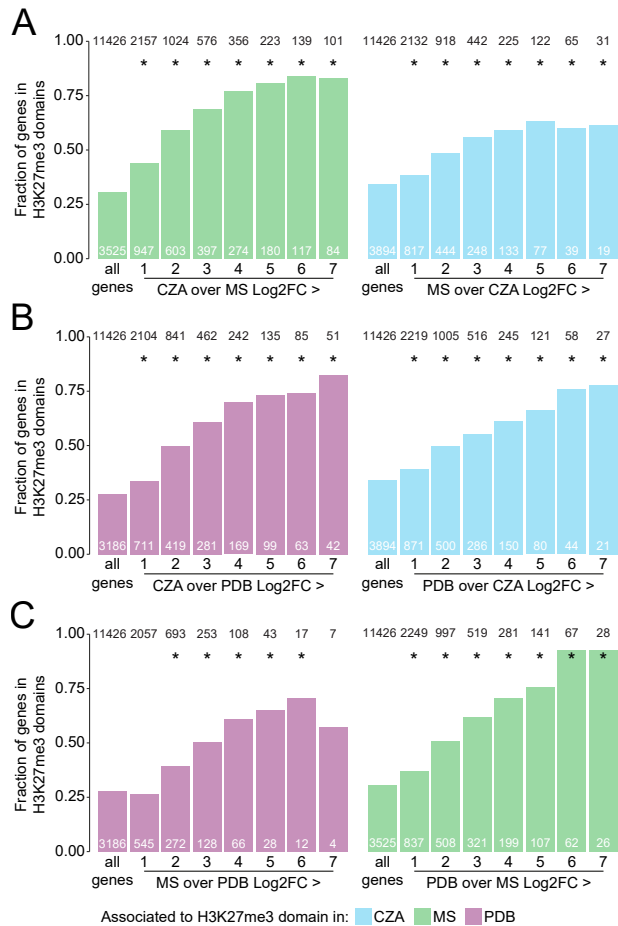 A
11426 2157 1024 576 356 223 139 101
11426 2132 918 442 225 122 65 31
* * * * * * *
* * * * * * *
Fraction of genes in
H3K27me3 domains
1.00
0.75
0.50
0.25
0.00
3525 947 603 397 274 180 117 84
3894 817 444 248 133 77 39 19
all genes 1 2 3 4 5 6 7
CZA over MS Log2FC >
all genes 1 2 3 4 5 6 7
MS over CZA Log2FC >
B
11426 2104 841 462 242 135 85 51
11426 2219 1005 516 245 121 58 27
* * * * * * *
* * * * * * *
Fraction of genes in
H3K27me3 domains
1.00
0.75
0.50
0.25
0.00
3186 711 419 281 169 99 63 42
3894 871 500 286 150 80 44 21
all genes 1 2 3 4 5 6 7
CZA over PDB Log2FC >
all genes 1 2 3 4 5 6 7
PDB over CZA Log2FC >
C
11426 2057 693 253 108 43 17 7
11426 2249 997 519 281 141 67 28
* * * * *
* * * * * * *
Fraction of genes in
H3K27me3 domains
1.00
0.75
0.50
0.25
0.00
3186 545 272 128 66 28 12 4
3525 837 508 321 199 107 62 26
all genes 1 2 3 4 5 6 7
MS over PDB Log2FC >
all genes 1 2 3 4 5 6 7
PDB over MS Log2FC >
Associated to H3K27me3 domain in: CZA MS PDB